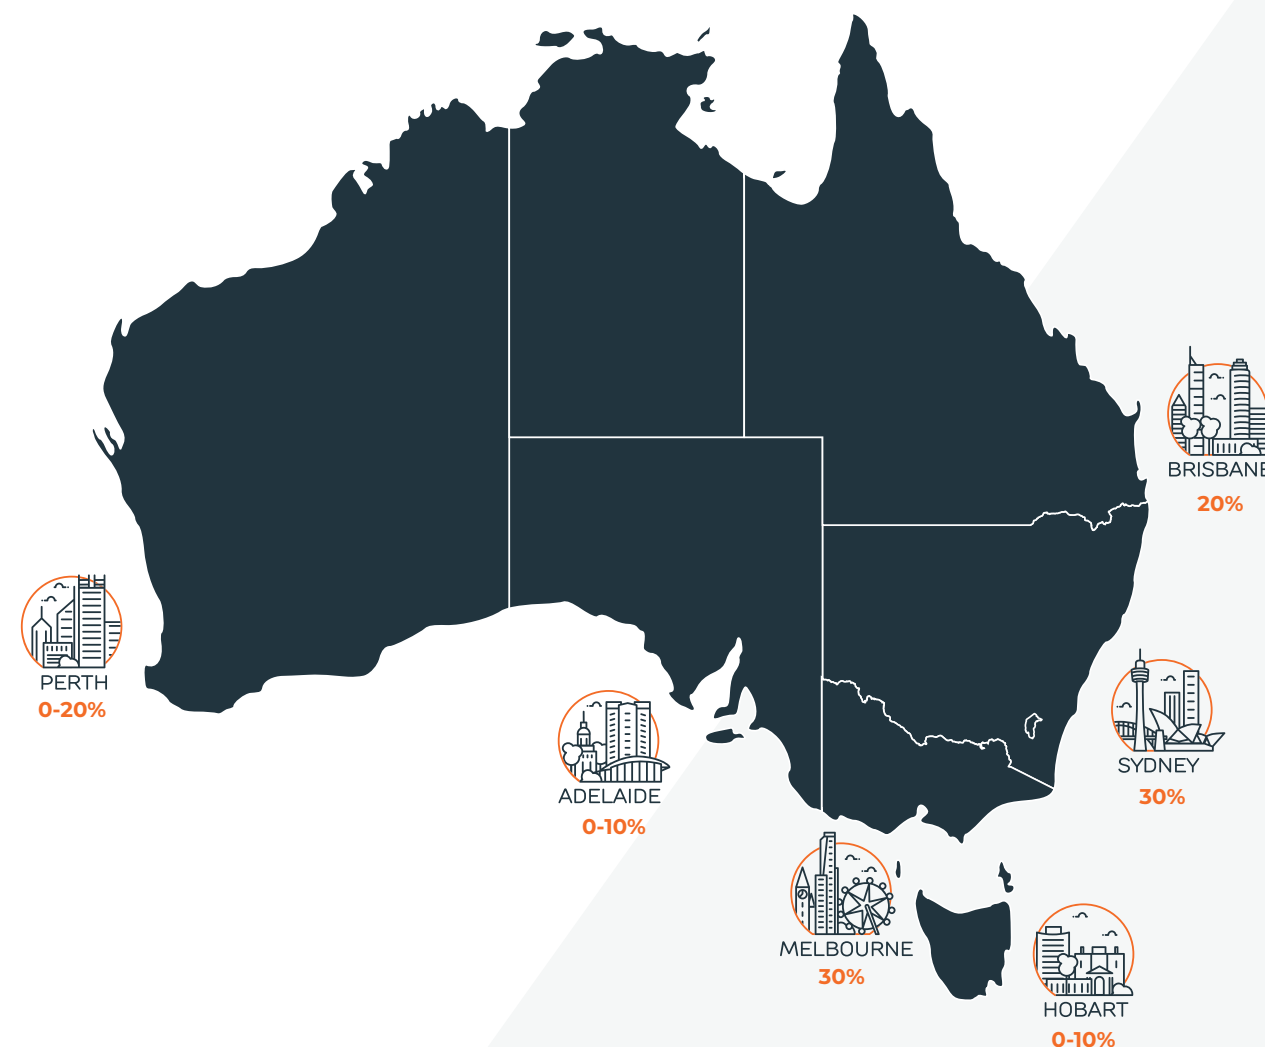 BRISBANE
20%
PERTH
0-20%
ADELAIDE
0-10%
SYDNEY
30%
MELBOURNE
30%
HOBART
0-10%